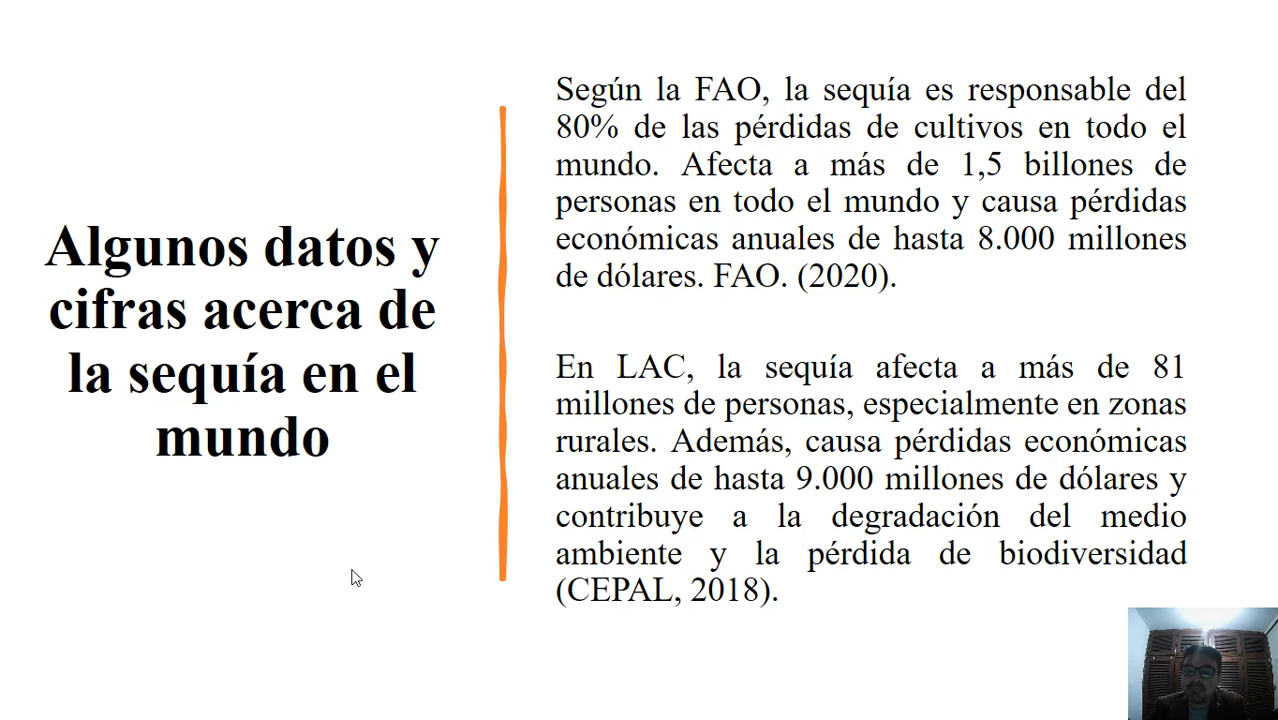 Algunos datos y
cifras acerca de
la sequía en el
mundo
Según la FAO, la sequía es responsable del
80% de las pérdidas de cultivos en todo el
mundo. Afecta a más de 1,5 billones de
personas en todo el mundo y causa pérdidas
económicas anuales de hasta 8.000 millones
de dólares. FAO. (2020).
En LAC, la sequía afecta a más de 81
millones de personas, especialmente en zonas
rurales. Además, causa pérdidas económicas
anuales de hasta 9.000 millones de dólares y
contribuye a la degradación del medio
ambiente y la pérdida de biodiversidad
(CEPAL, 2018).